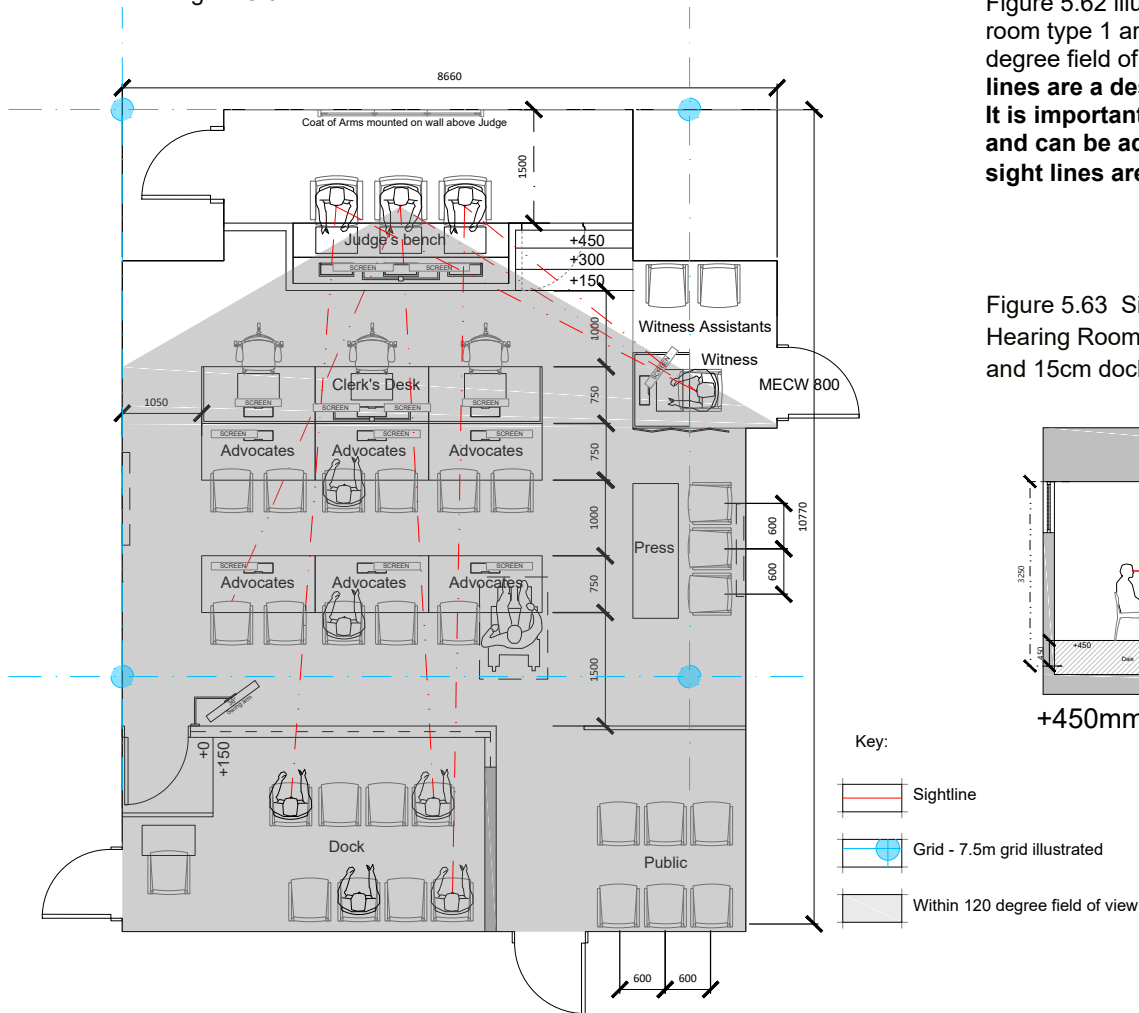 8660
Coat of Arms mounted on wall above Judge
1500
Judge's bench
SCREEN
SCREEN
+450
+300
+150
1000
Witness Assistants
Witness
SCREEN
MECW 800
Clerk's Desk
SCREEN
SCREEN
SCREEN
SCREEN
750
1050
SCREEN
SCREEN
SCREEN
Advocates
Advocates
Advocates
750
1000
Press
600
600
10770
SCREEN
SCREEN
SCREEN
Advocates
Advocates
Advocates
750
1500
+0
+150
Dock
Public
600
600
Figure 5.62 illu
room type 1 an
degree field of
lines are a des
It is important
and can be ad
sight lines are
Figure 5.63 Si
Hearing Room
and 15cm dock
3250
450
+450
Dais
+450mm
Key:
Sightline
Grid - 7.5m grid illustrated
Within 120 degree field of view